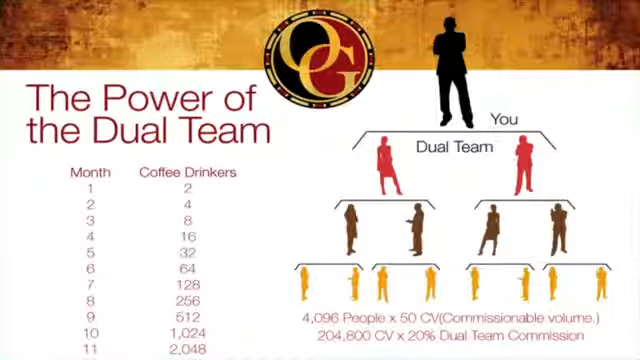 OG
The Power of
the Dual Team
Month Coffee Drinkers
1 2
2 4
3 8
4 16
5 32
6 64
7 128
8 256
9 512
10 1,024
11 2,048
You
Dual Team
4,096 People x 50 CV(Commissionable volume.)
204,800 CV x 20% Dual Team Commission